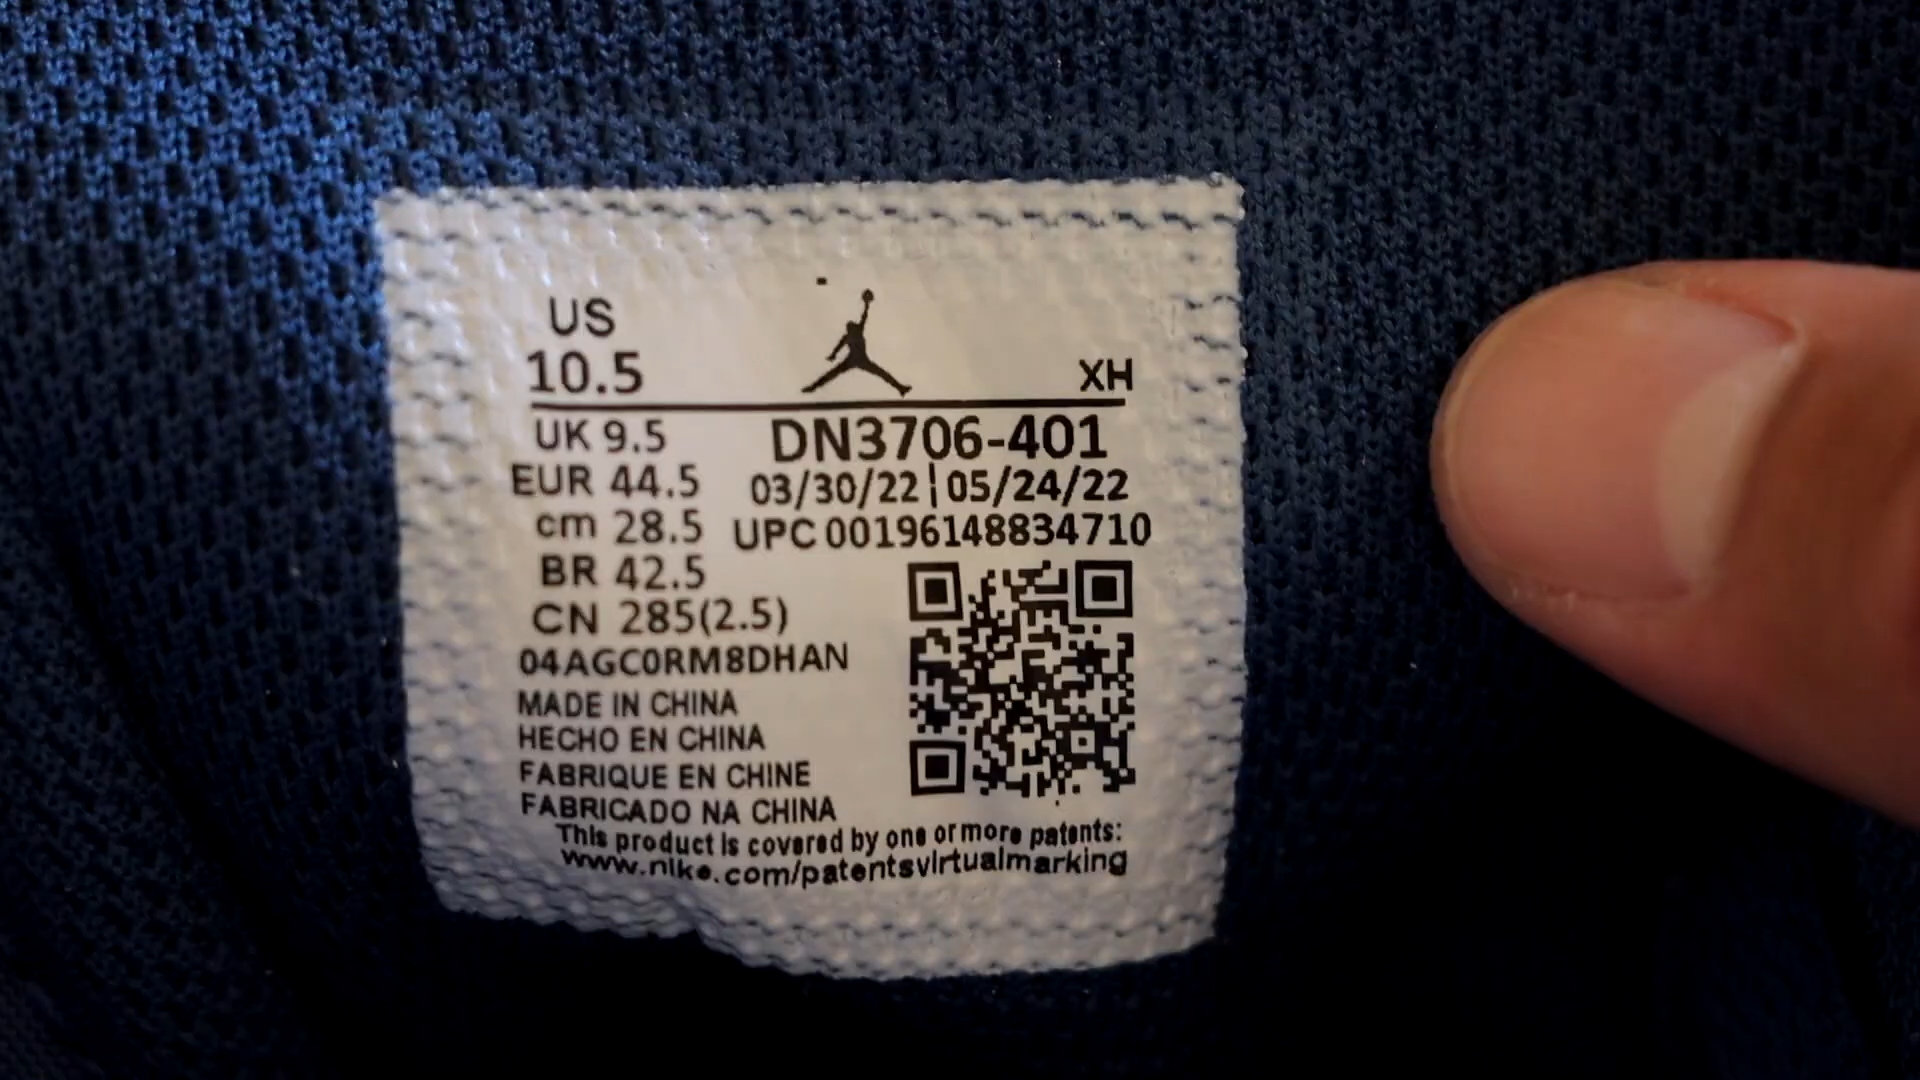 US
10.5
XH
UK 9.5
DN3706-401
EUR 44.5
03/30/22 | 05/24/22
cm 28.5
UPC 00196148834710
BR 42.5
CN 285(2.5)
04AGC0RM8DHAN
MADE IN CHINA
HECHO EN CHINA
FABRIQUE EN CHINE
FABRICADO NA CHINA
This product is covered by one or more patents:
www.nike.com/patentsvirtualmarking